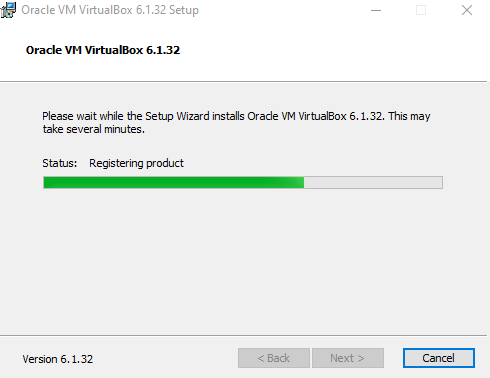 Oracle VM VirtualBox 6.1.32 Setup
Oracle VM VirtualBox 6.1.32
Please wait while the Setup Wizard installs Oracle VM VirtualBox 6.1.32. This may
take several minutes.
Status: Registering product
Version 6.1.32 < Back Next > Cancel